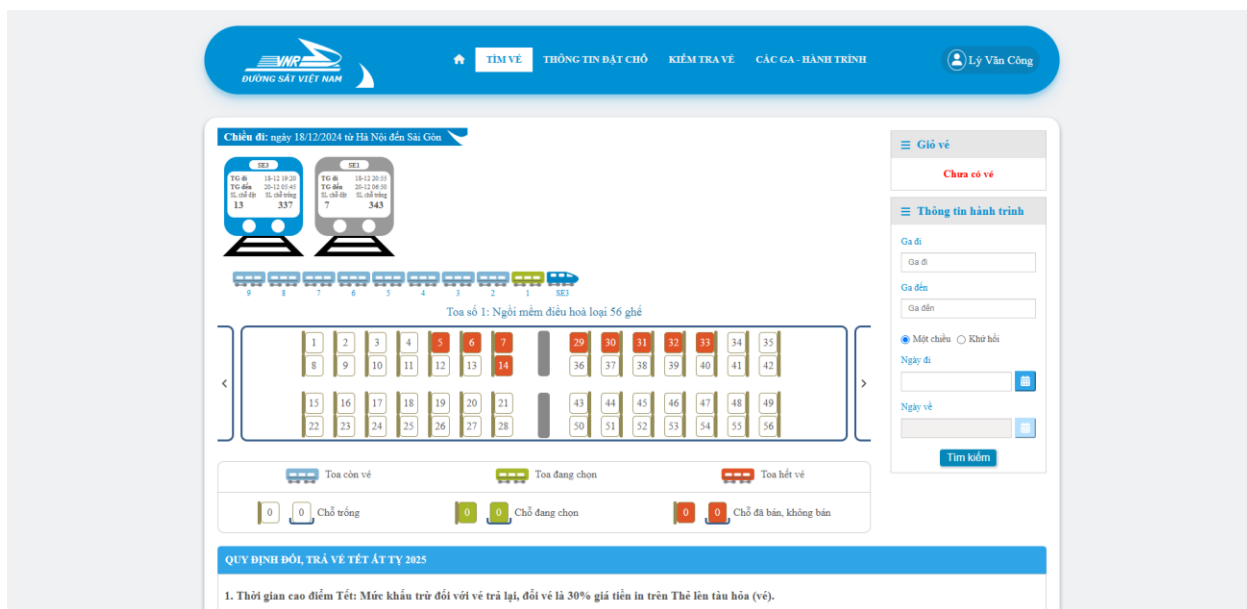 VNR
ĐƯỜNG SẮT VIỆT NAM
TÌM VÉ THÔNG TIN ĐẶT CHỖ KIỂM TRA VÉ CÁC GA - HÀNH TRÌNH
Lý Văn Công
Chiều đi: ngày 18/12/2024 từ Hà Nội đến Sài Gòn
SE3
TG đi 18-12 19:20
TG đến 20-12 05:45
SL chỗ đặt SL chỗ trống
13 337
SE1
TG đi 18-12 20:55
TG đến 20-12 06:50
SL chỗ đặt SL chỗ trống
7 343
9 8 7 6 5 4 3 2 1 SE3
Toa số 1: Ngồi mềm điều hoà loại 56 ghế
1 2 3 4 5 6 7 29 30 31 32 33 34 35
8 9 10 11 12 13 14 36 37 38 39 40 41 42
15 16 17 18 19 20 21 43 44 45 46 47 48 49
22 23 24 25 26 27 28 50 51 52 53 54 55 56
Toa còn vé Toa đang chọn Toa hết vé
0 0 Chỗ trống 0 0 Chỗ đang chọn 0 0 Chỗ đã bán, không bán
Giỏ vé
Chưa có vé
Thông tin hành trình
Ga đi
Ga đi
Ga đến
Ga đến
Một chiều Khứ hồi
Ngày đi
Ngày về
Tìm kiếm
QUY ĐỊNH ĐỔI, TRẢ VÉ TẾT ẤT TỴ 2025
1. Thời gian cao điểm Tết: Mức khấu trừ đối với vé trả lại, đổi vé là 30% giá tiền in trên Thẻ lên tàu hỏa (vé).